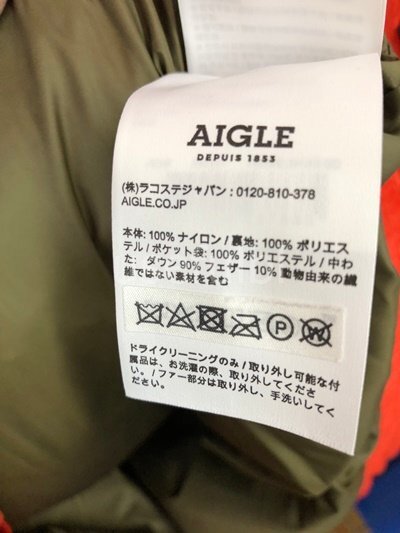 AIGLE
DEPUIS 1853
(株)ラコステジャパン : 0120-810-378
AIGLE.CO.JP
本体: 100% ナイロン / 裏地: 100% ポリエス
テル / ポケット袋: 100% ポリエステル / 中わ
た: ダウン 90% フェザー 10% 動物由来の繊
維ではない素材を含む
P
W
ドライクリーニングのみ / 取り外し可能な付
属品は、お洗濯の際、取り外してくださ
い。 / ファー部分は取り外し、手洗いしてく
ださい。